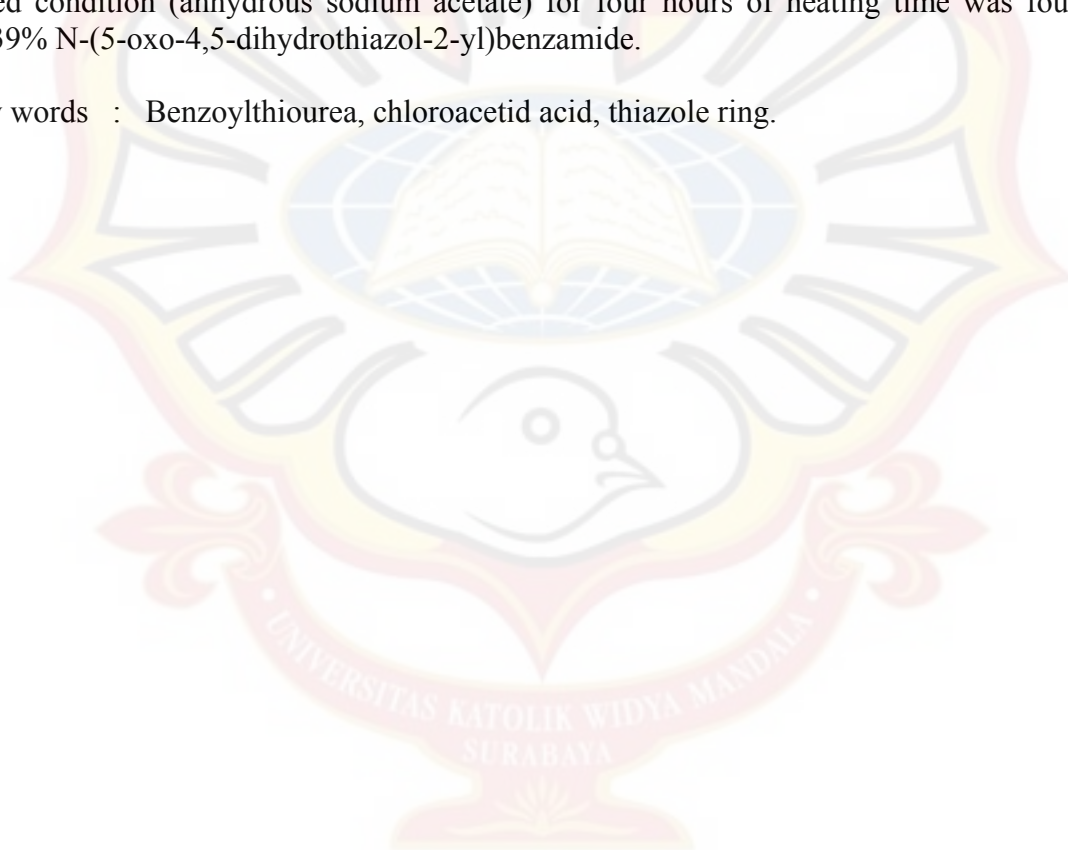 ed condition (anhydrous sodium acetate) for four hours of heating time was fou
39% N-(5-oxo-4,5-dihydrothiazol-2-yl)benzamide.
words : Benzoylthiourea, chloroacetid acid, thiazole ring.
• UNIVERSITAS KATOLIK WIDYA MANDALA •
SURABAYA